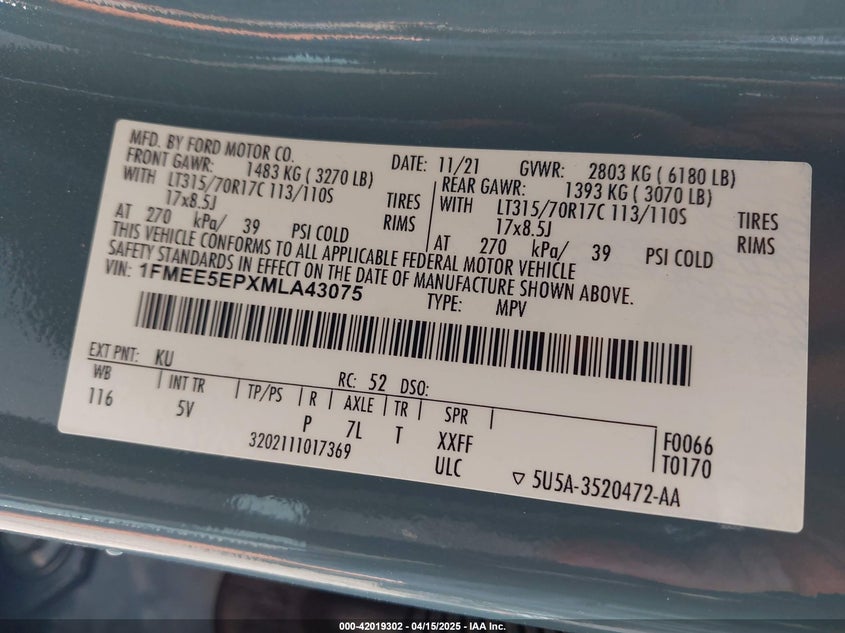 MFD. BY FORD MOTOR CO. DATE: 11/21 GVWR: 2803 KG ( 6180 LB)
FRONT GAWR: 1483 KG ( 3270 LB) REAR GAWR: 1393 KG ( 3070 LB)
WITH LT315/70R17C 113/110S TIRES WITH LT315/70R17C 113/110S TIRES
17x8.5J RIMS 17x8.5J RIMS
AT 270 kPa/ 39 PSI COLD AT 270 kPa/ 39 PSI COLD
THIS VEHICLE CONFORMS TO ALL APPLICABLE FEDERAL MOTOR VEHICLE
SAFETY STANDARDS IN EFFECT ON THE DATE OF MANUFACTURE SHOWN ABOVE.
VIN: 1FMEE5EPXMLA43075 TYPE: MPV
EXT PNT: KU RC: 52 DSO:
WB INT TR TP/PS R AXLE TR SPR F0066
116 5V P 7L T XXFF T0170
3202111017369 ULC ▽ 5U5A-3520472-AA
000-42019302 - 04/15/2025 - IAA Inc.